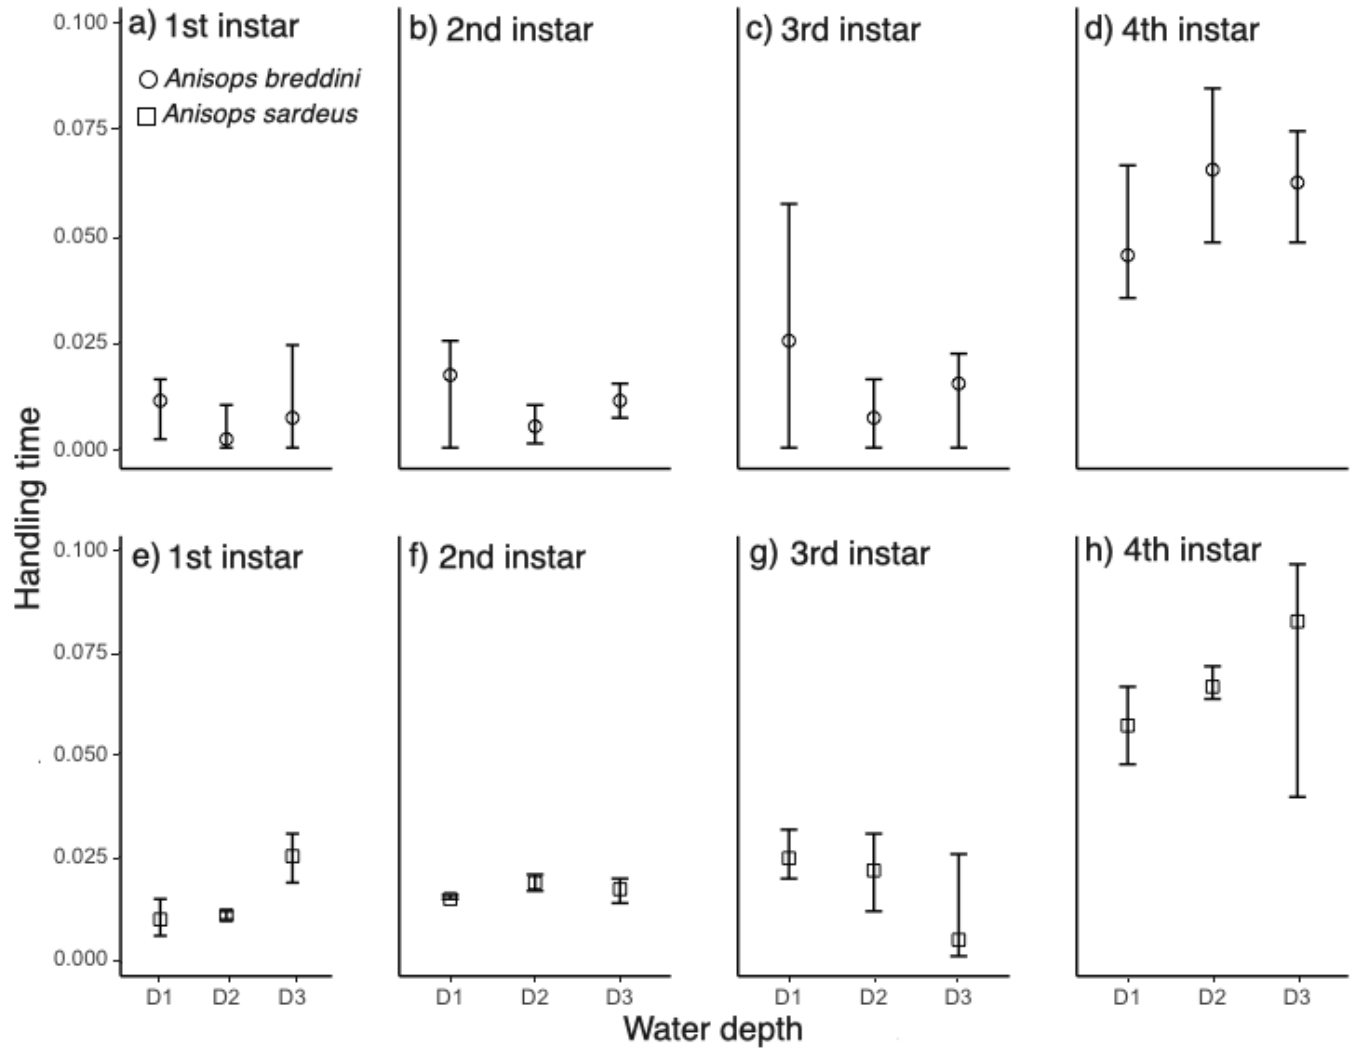 a) 1st instar
b) 2nd instar
c) 3rd instar
d) 4th instar
Anisops breddini
Anisops sardeus
0.100
0.075
0.050
0.025
0.000
Handling time
e) 1st instar
f) 2nd instar
g) 3rd instar
h) 4th instar
0.100
0.075
0.050
0.025
0.000
D1 D2 D3
D1 D2 D3
D1 D2 D3
D1 D2 D3
Water depth